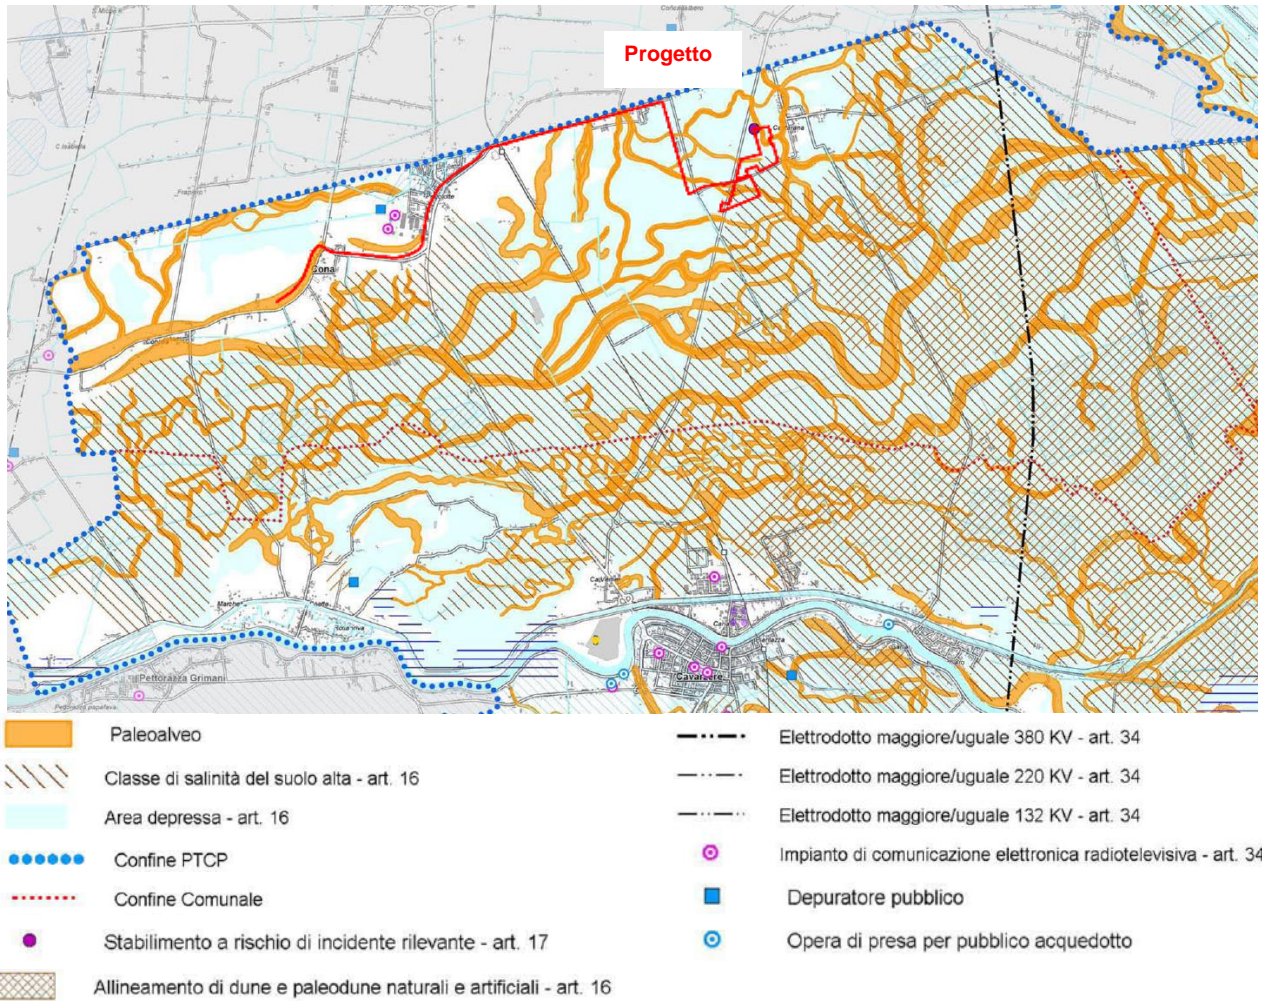 Progetto
Cona
Pettorazza Grimani
Cavarzere
Paleoalveo
Classe di salinità del suolo alta - art. 16
Area depressa - art. 16
Confine PTCP
Confine Comunale
Stabilimento a rischio di incidente rilevante - art. 17
Allineamento di dune e paleodune naturali e artificiali - art. 16
Elettrodotto maggiore/uguale 380 KV - art. 34
Elettrodotto maggiore/uguale 220 KV - art. 34
Elettrodotto maggiore/uguale 132 KV - art. 34
Impianto di comunicazione elettronica radiotelevisiva - art. 34
Depuratore pubblico
Opera di presa per pubblico acquedotto